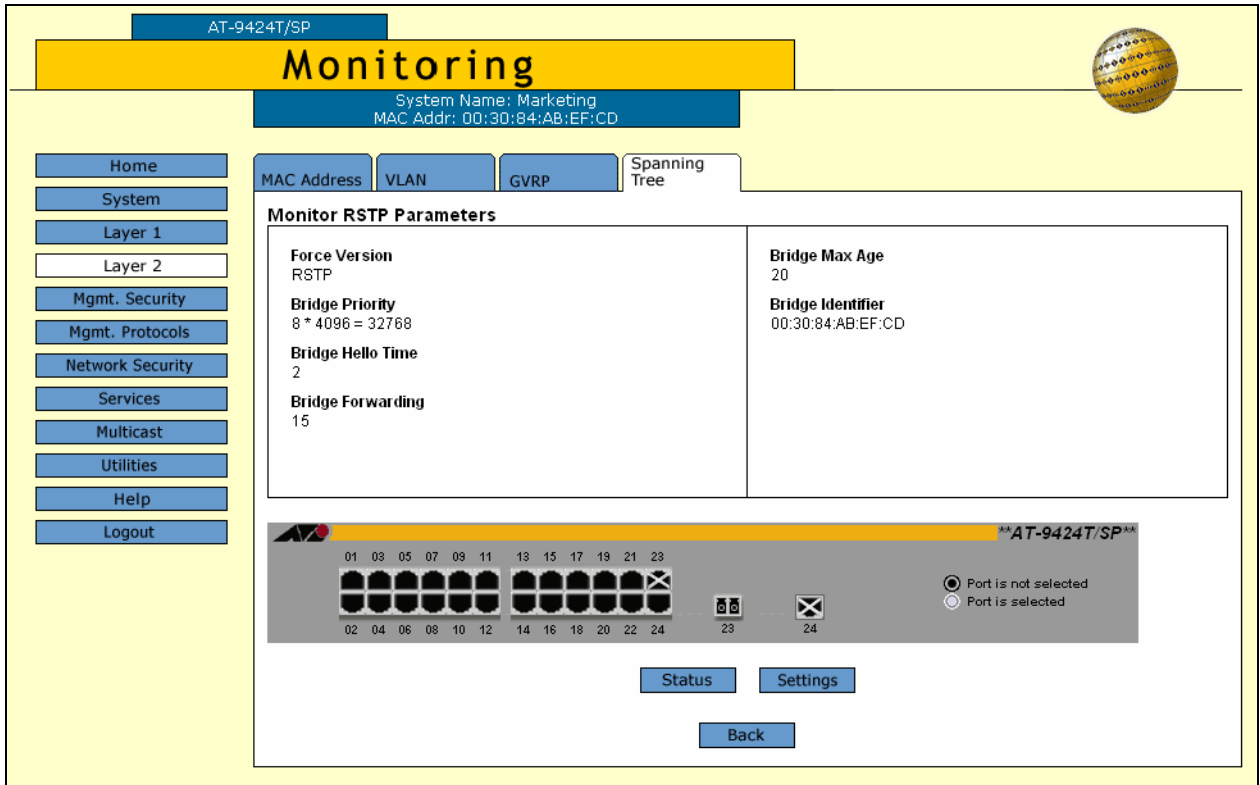 AT-9424T/SP
Monitoring
System Name: Marketing
MAC Addr: 00:30:84:AB:EF:CD
Home
System
Layer 1
Layer 2
Mgmt. Security
Mgmt. Protocols
Network Security
Services
Multicast
Utilities
Help
Logout
MAC Address VLAN GVRP Spanning Tree
Monitor RSTP Parameters
Force Version
RSTP
Bridge Priority
8 * 4096 = 32768
Bridge Hello Time
2
Bridge Forwarding
15
Bridge Max Age
20
Bridge Identifier
00:30:84:AB:EF:CD
**AT-9424T/SP**
01 03 05 07 09 11 13 15 17 19 21 23
02 04 06 08 10 12 14 16 18 20 22 24 23 24
Port is not selected
Port is selected
Status Settings
Back